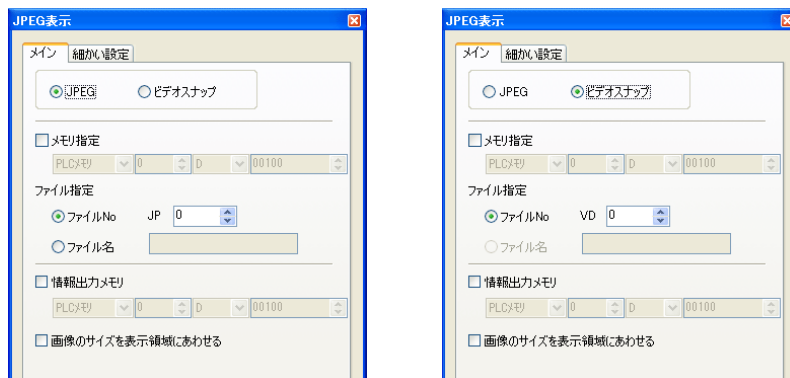 JPEG表示
メイン 細かい設定
JPEG ビデオスナップ
メモリ指定
PLCメモリ 0 D 00100
ファイル指定
ファイルNo JP 0
ファイル名
情報出力メモリ
PLCメモリ 0 D 00100
画像のサイズを表示領域にあわせる
JPEG表示
メイン 細かい設定
JPEG ビデオスナップ
メモリ指定
PLCメモリ 0 D 00100
ファイル指定
ファイルNo VD 0
ファイル名
情報出力メモリ
PLCメモリ 0 D 00100
画像のサイズを表示領域にあわせる